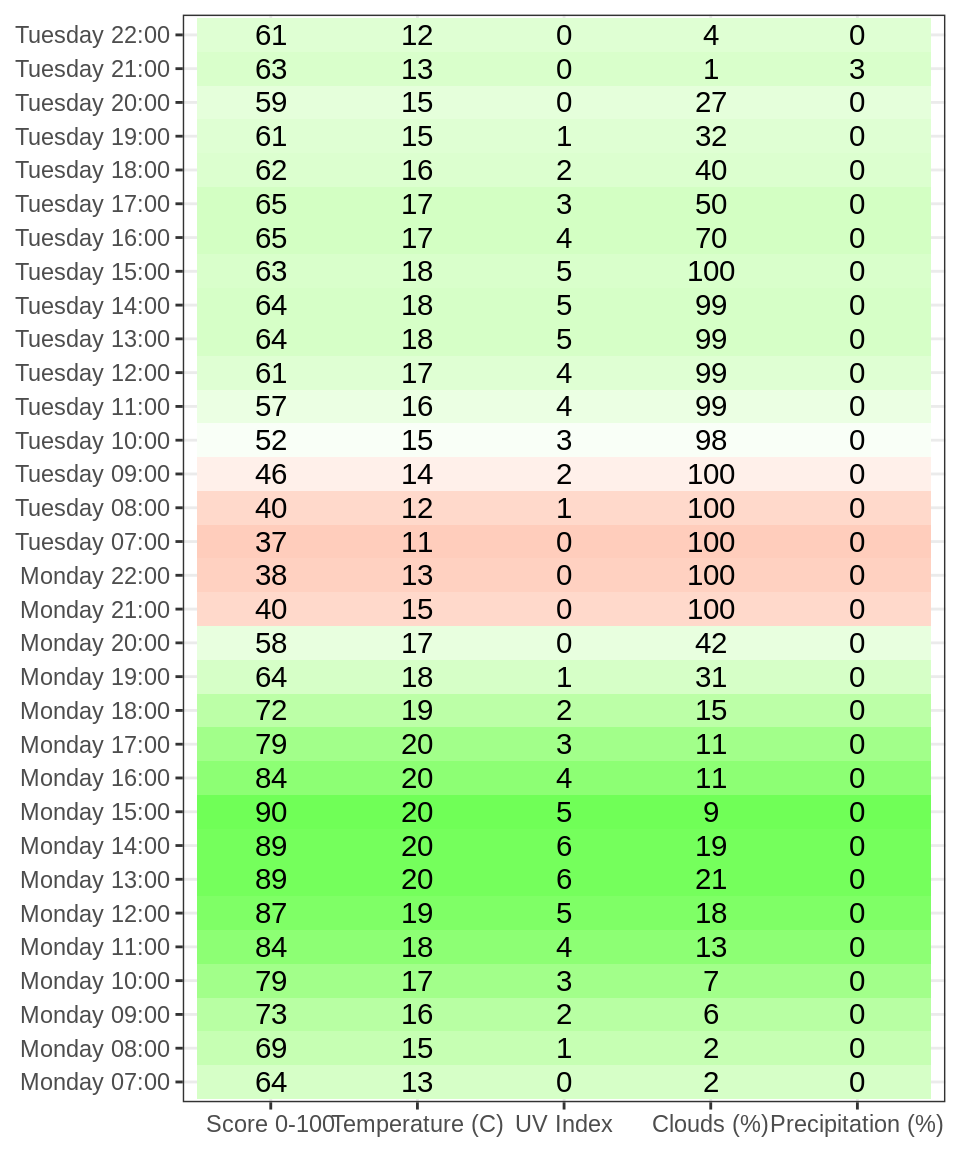 Tuesday 22:00 61 12 0 4 0
Tuesday 21:00 63 13 0 1 3
Tuesday 20:00 59 15 0 27 0
Tuesday 19:00 61 15 1 32 0
Tuesday 18:00 62 16 2 40 0
Tuesday 17:00 65 17 3 50 0
Tuesday 16:00 65 17 4 70 0
Tuesday 15:00 63 18 5 100 0
Tuesday 14:00 64 18 5 99 0
Tuesday 13:00 64 18 5 99 0
Tuesday 12:00 61 17 4 99 0
Tuesday 11:00 57 16 4 99 0
Tuesday 10:00 52 15 3 98 0
Tuesday 09:00 46 14 2 100 0
Tuesday 08:00 40 12 1 100 0
Tuesday 07:00 37 11 0 100 0
Monday 22:00 38 13 0 100 0
Monday 21:00 40 15 0 100 0
Monday 20:00 58 17 0 42 0
Monday 19:00 64 18 1 31 0
Monday 18:00 72 19 2 15 0
Monday 17:00 79 20 3 11 0
Monday 16:00 84 20 4 11 0
Monday 15:00 90 20 5 9 0
Monday 14:00 89 20 6 19 0
Monday 13:00 89 20 6 21 0
Monday 12:00 87 19 5 18 0
Monday 11:00 84 18 4 13 0
Monday 10:00 79 17 3 7 0
Monday 09:00 73 16 2 6 0
Monday 08:00 69 15 1 2 0
Monday 07:00 64 13 0 2 0
Score 0-100 Temperature (C) UV Index Clouds (%) Precipitation (%)